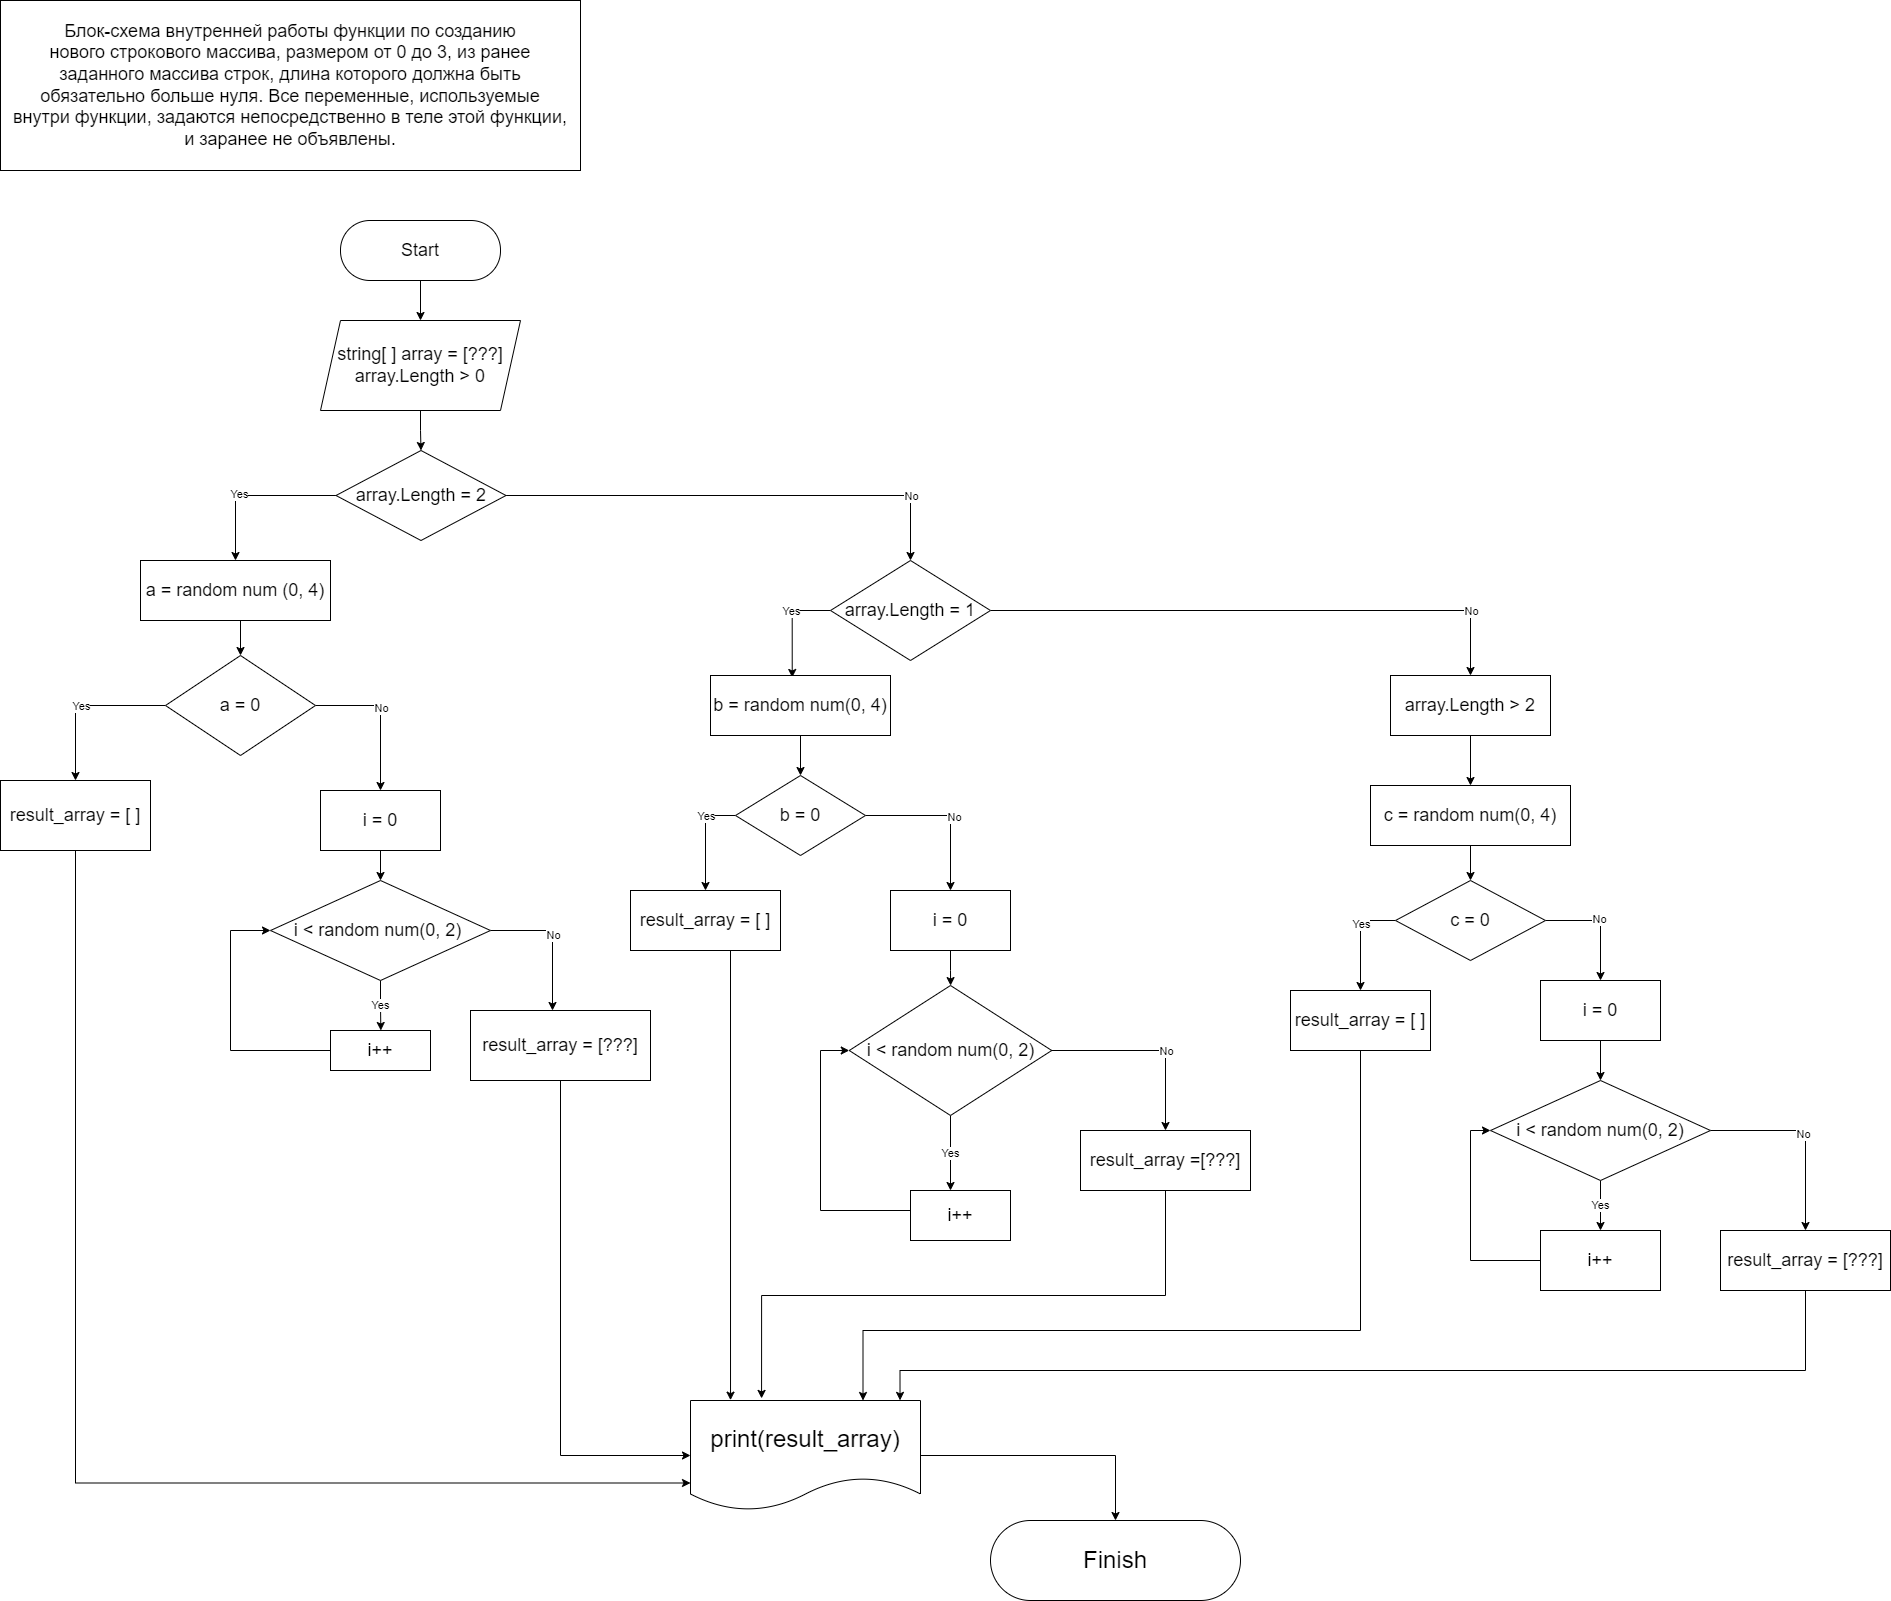 Блок-схема внутренней работы функции по созданию
нового строкового массива, размером от 0 до 3, из ранее
заданного массива строк, длина которого должна быть
обязательно больше нуля. Все переменные, используемые
внутри функции, задаются непосредственно в теле этой функции,
и заранее не объявлены.
Start
string[ ] array = [???]
array.Length > 0
array.Length = 2
Yes
No
a = random num (0, 4)
array.Length = 1
Yes
No
a = 0
Yes
No
b = random num(0, 4)
array.Length > 2
result_array = [ ]
i = 0
b = 0
Yes
No
c = random num(0, 4)
i < random num(0, 2)
No
Yes
result_array = [ ]
i = 0
c = 0
Yes
No
i++
result_array = [???]
i < random num(0, 2)
No
Yes
result_array = [ ]
i = 0
i++
result_array =[???]
i < random num(0, 2)
No
Yes
i++
result_array = [???]
print(result_array)
Finish